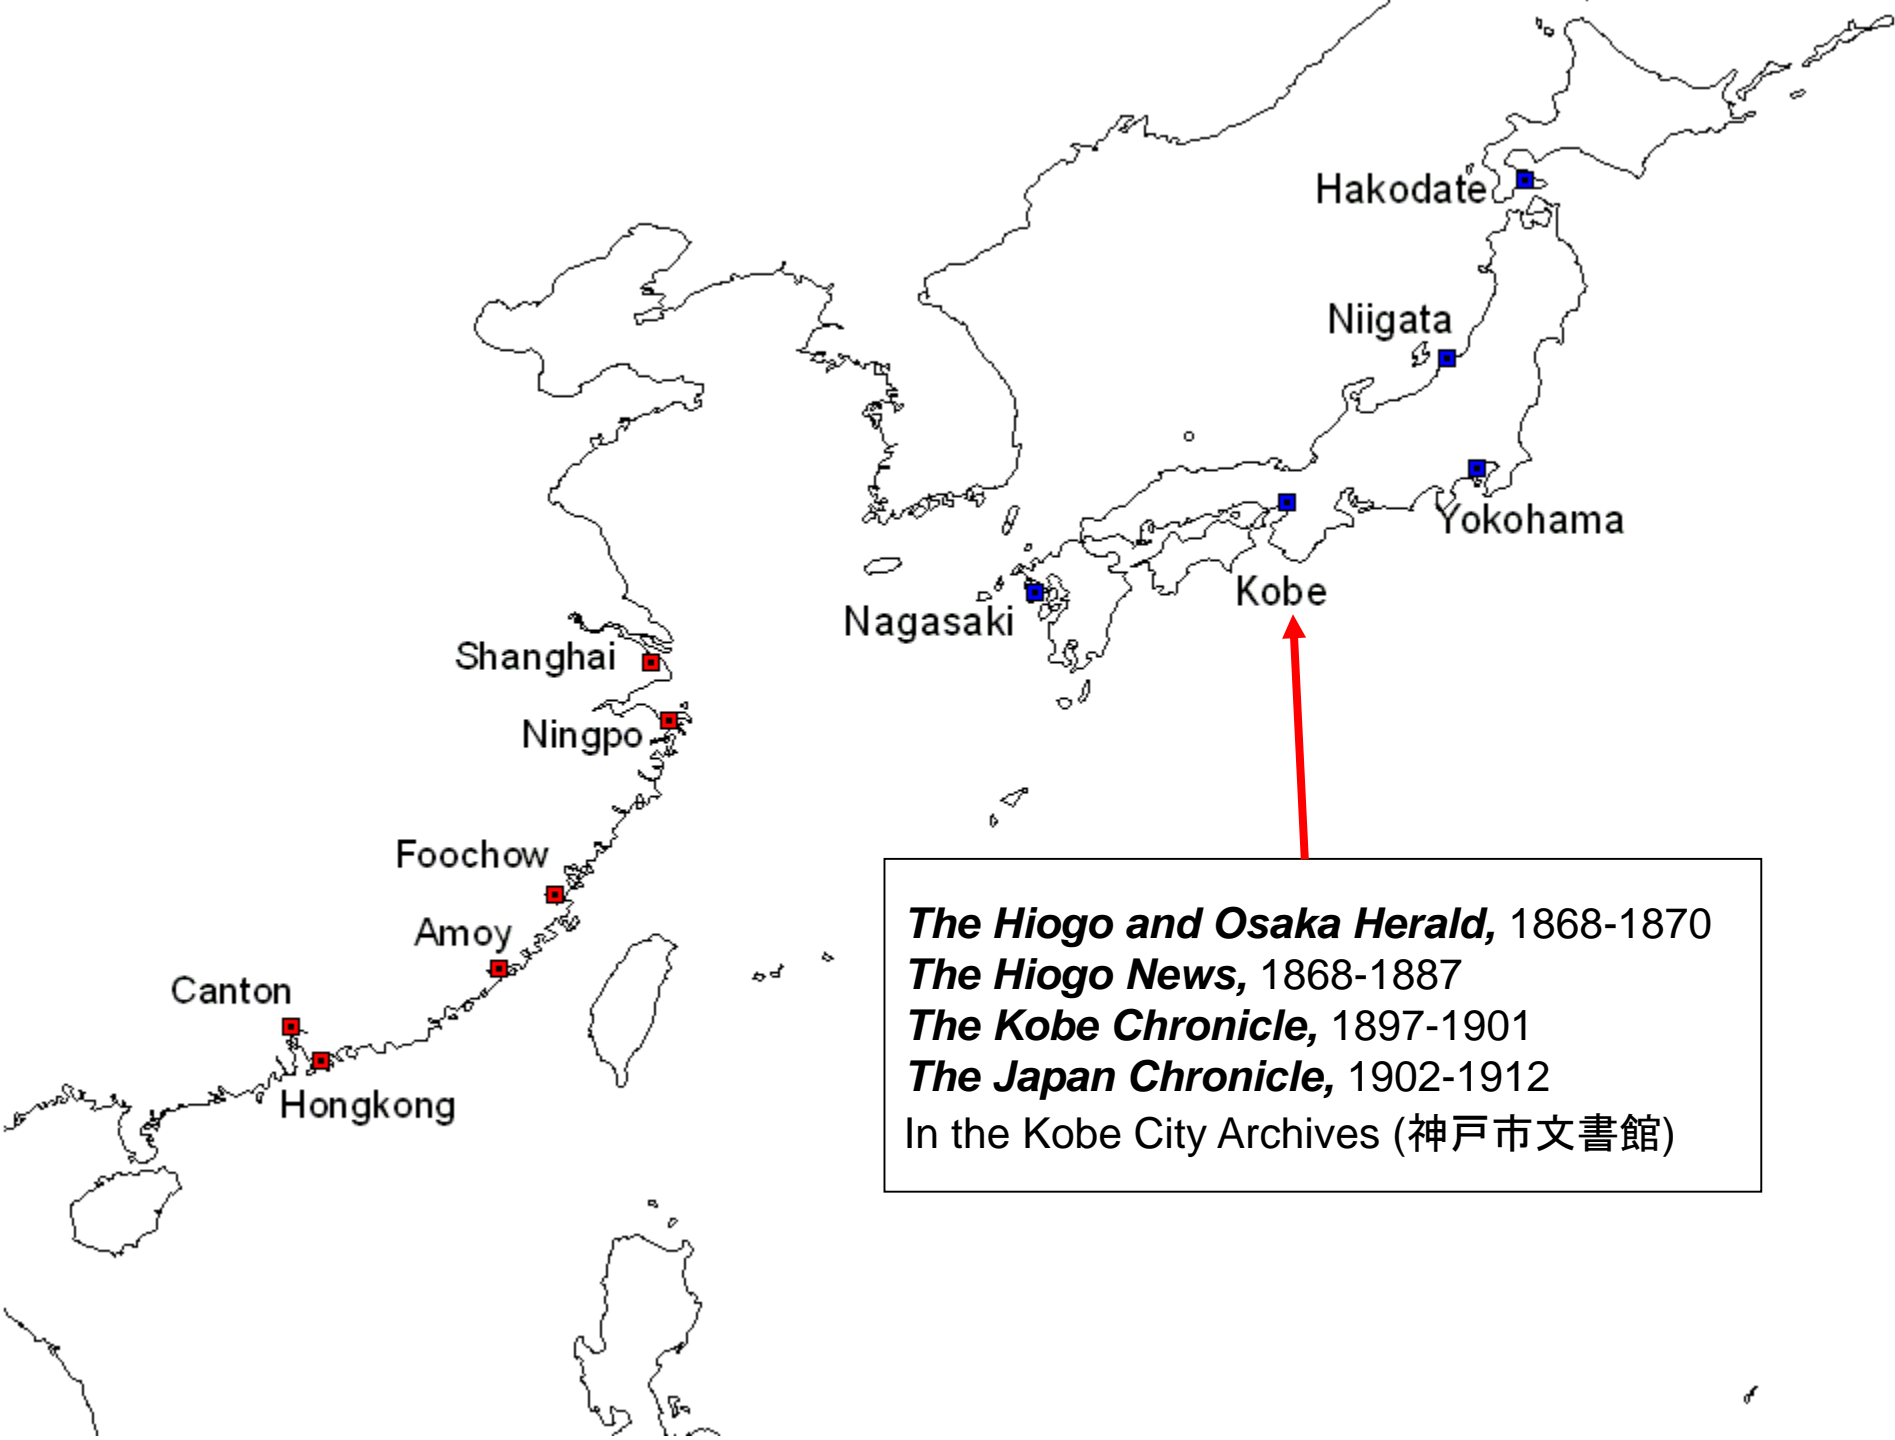 Hakodate
Niigata
Yokohama
Kobe
Nagasaki
Shanghai
Ningpo
Foochow
Amoy
Canton
Hongkong
The Hiogo and Osaka Herald, 1868-1870
The Hiogo News, 1868-1887
The Kobe Chronicle, 1897-1901
The Japan Chronicle, 1902-1912
In the Kobe City Archives (神戸市文書館)